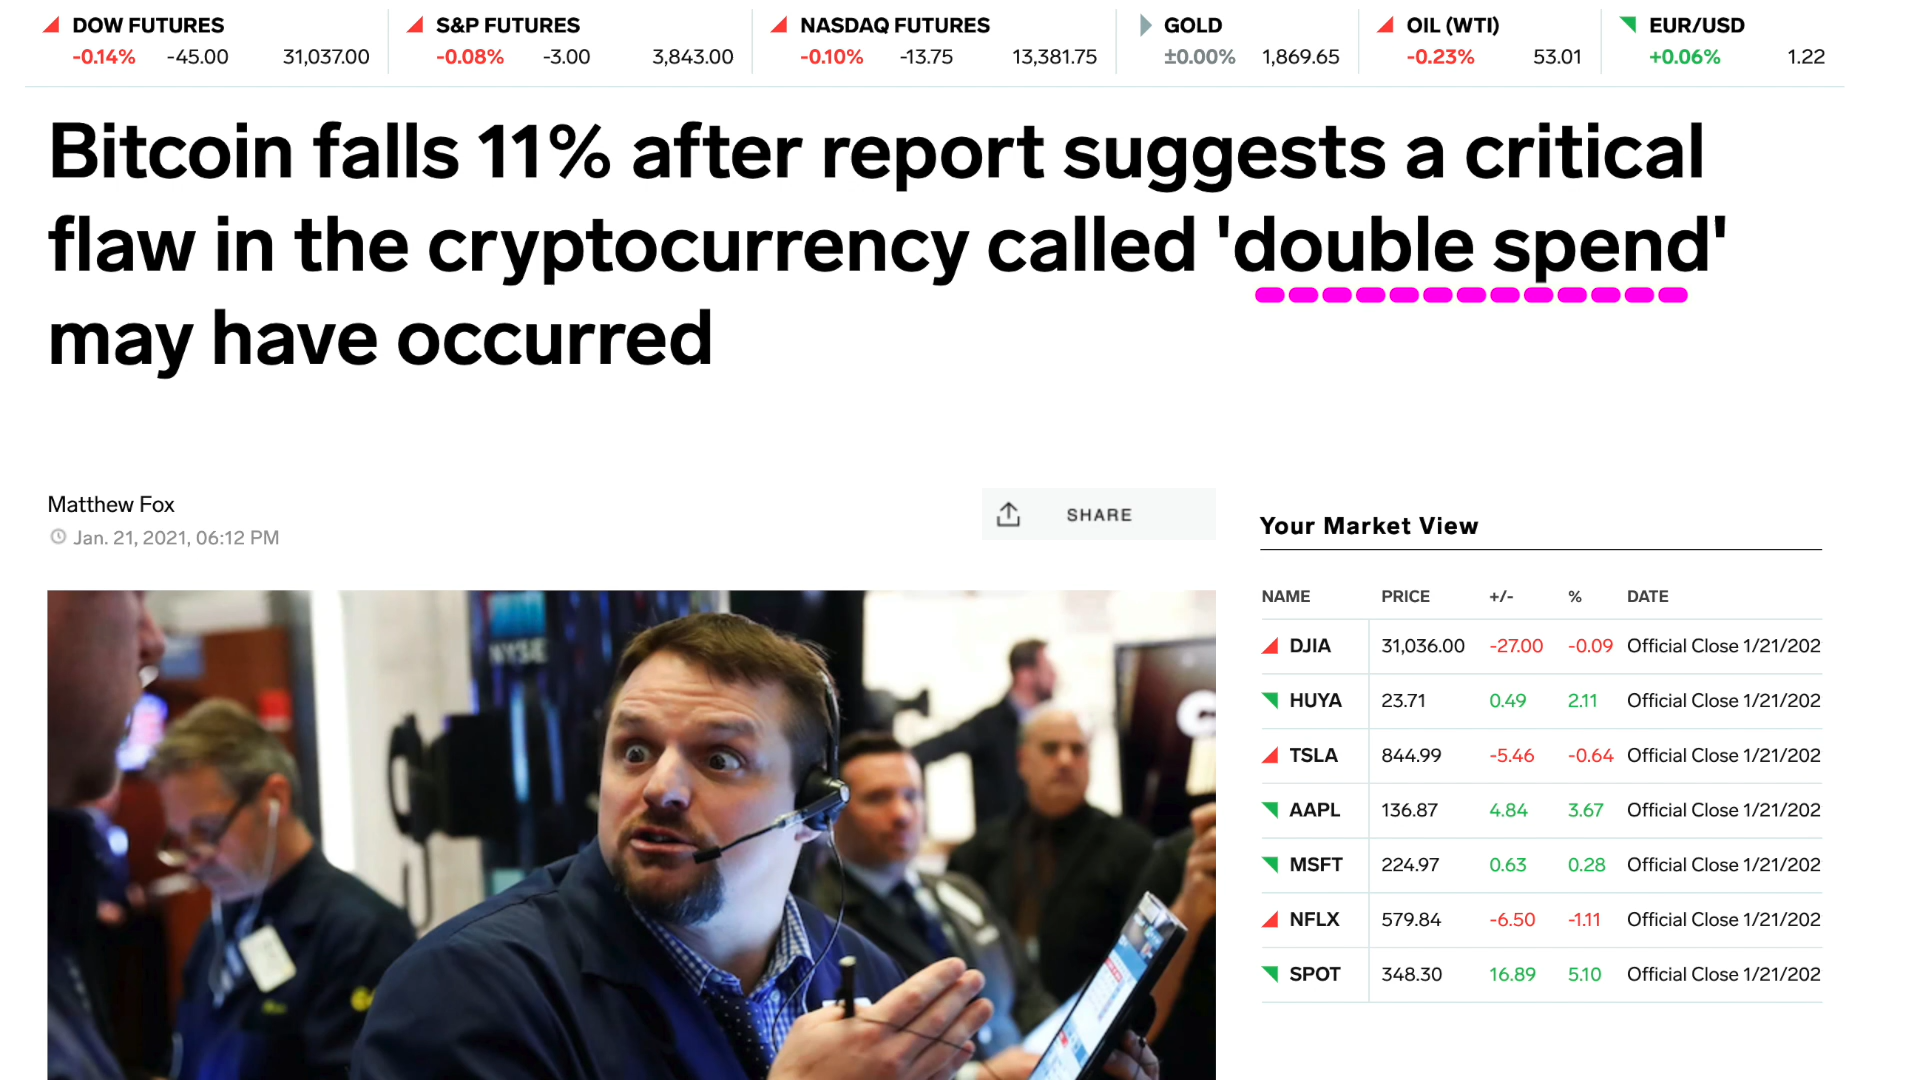 DOW FUTURES
-0.14% -45.00 31,037.00
S&P FUTURES
-0.08% -3.00 3,843.00
NASDAQ FUTURES
-0.10% -13.75 13,381.75
GOLD
±0.00% 1,869.65
OIL (WTI)
-0.23% 53.01
EUR/USD
+0.06% 1.22
Bitcoin falls 11% after report suggests a critical
flaw in the cryptocurrency called 'double spend'
may have occurred
Matthew Fox
Jan. 21, 2021, 06:12 PM
SHARE
NYSE
Your Market View
NAME PRICE +/- % DATE
DJIA 31,036.00 -27.00 -0.09 Official Close 1/21/202
HUYA 23.71 0.49 2.11 Official Close 1/21/202
TSLA 844.99 -5.46 -0.64 Official Close 1/21/202
AAPL 136.87 4.84 3.67 Official Close 1/21/202
MSFT 224.97 0.63 0.28 Official Close 1/21/202
NFLX 579.84 -6.50 -1.11 Official Close 1/21/202
SPOT 348.30 16.89 5.10 Official Close 1/21/202